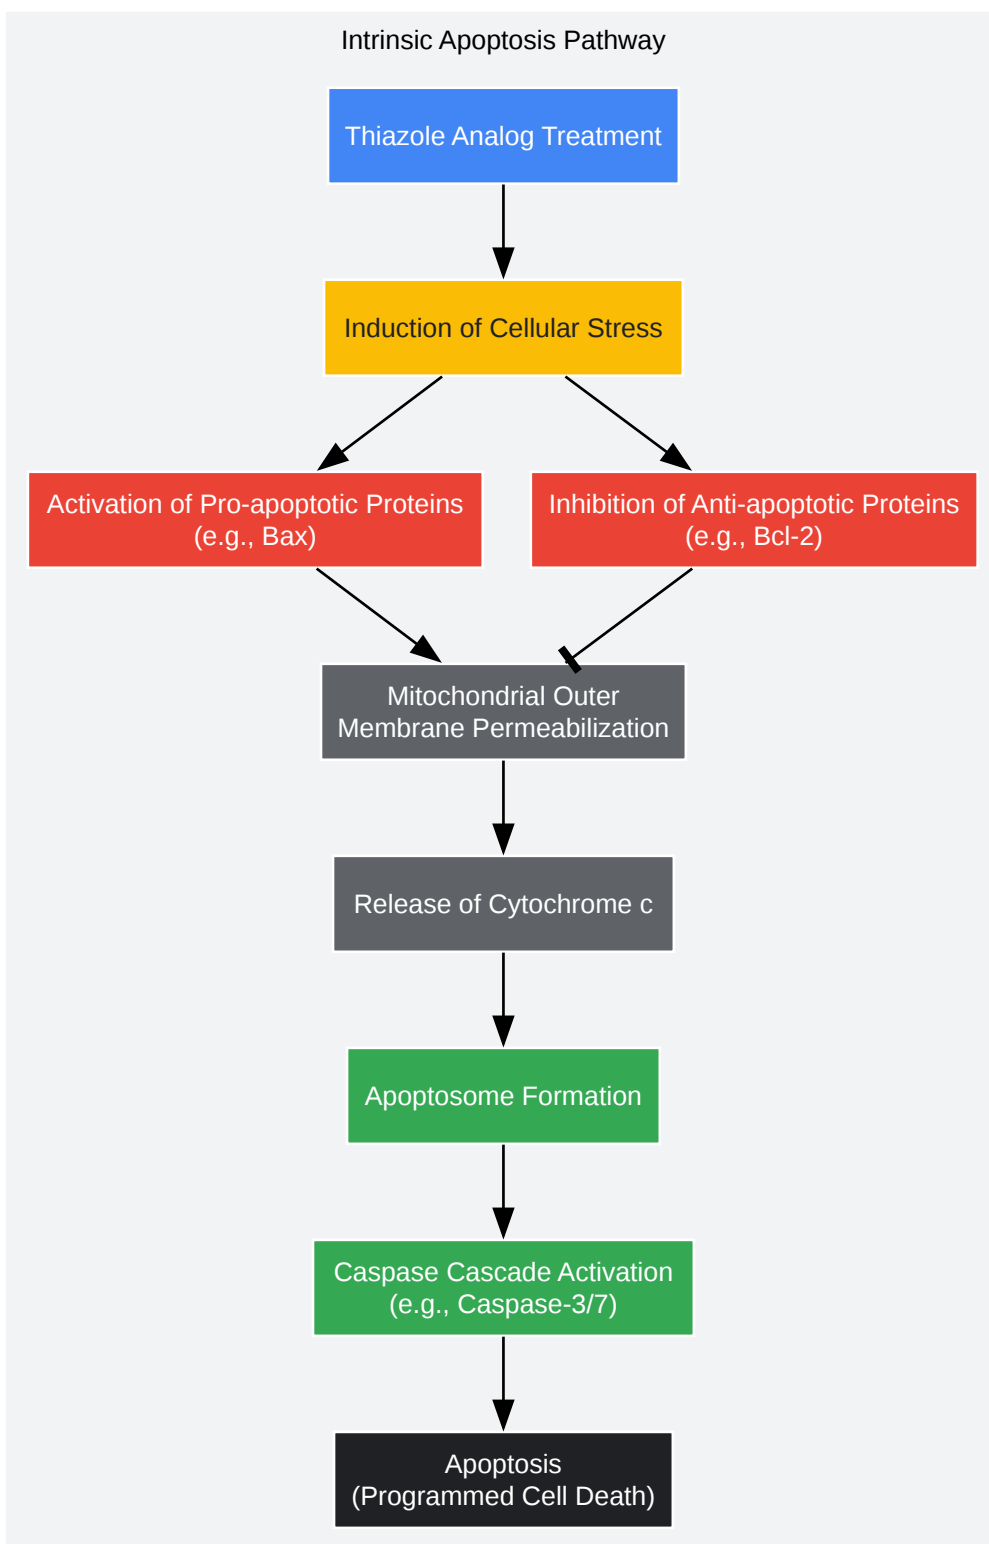 Intrinsic Apoptosis Pathway
Thiazole Analog Treatment
Induction of Cellular Stress
Activation of Pro-apoptotic Proteins
(e.g., Bax)
Inhibition of Anti-apoptotic Proteins
(e.g., Bcl-2)
Mitochondrial Outer
Membrane Permeabilization
Release of Cytochrome c
Apoptosome Formation
Caspase Cascade Activation
(e.g., Caspase-3/7)
Apoptosis
(Programmed Cell Death)